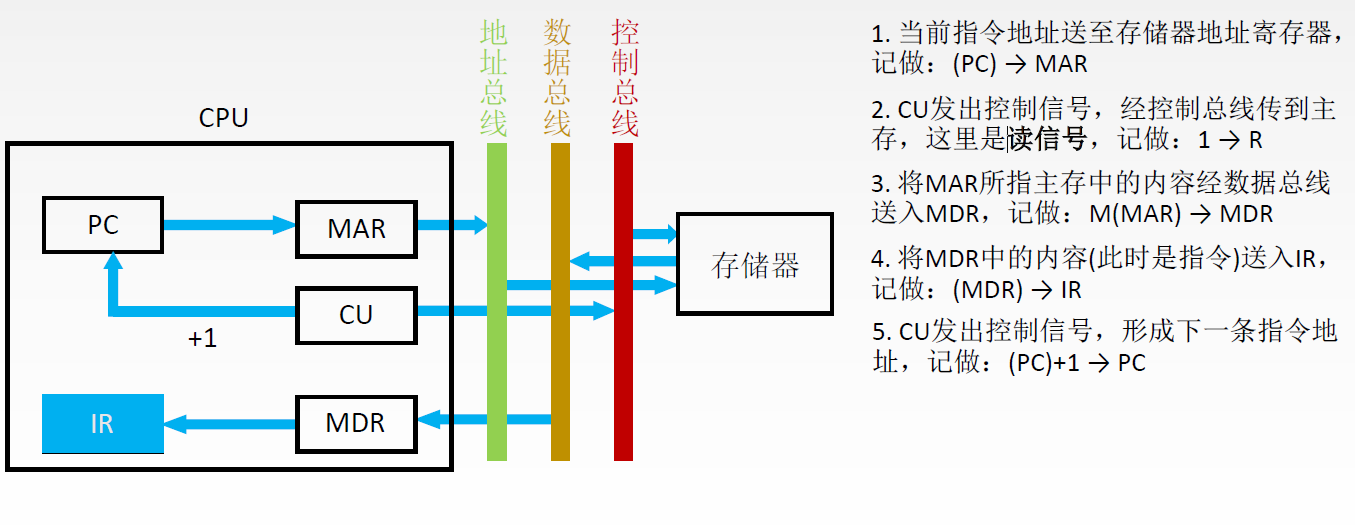 地址总线
数据总线
控制总线
CPU
PC
MAR
CU
+1
IR
MDR
存储器
1. 当前指令地址送至存储器地址寄存器，
记做：(PC) → MAR
2. CU发出控制信号，经控制总线传到主
存，这里是读信号，记做：1 → R
3. 将MAR所指主存中的内容经数据总线
送入MDR，记做：M(MAR) → MDR
4. 将MDR中的内容(此时是指令)送入IR，
记做：(MDR) → IR
5. CU发出控制信号，形成下一条指令地
址，记做：(PC)+1 → PC